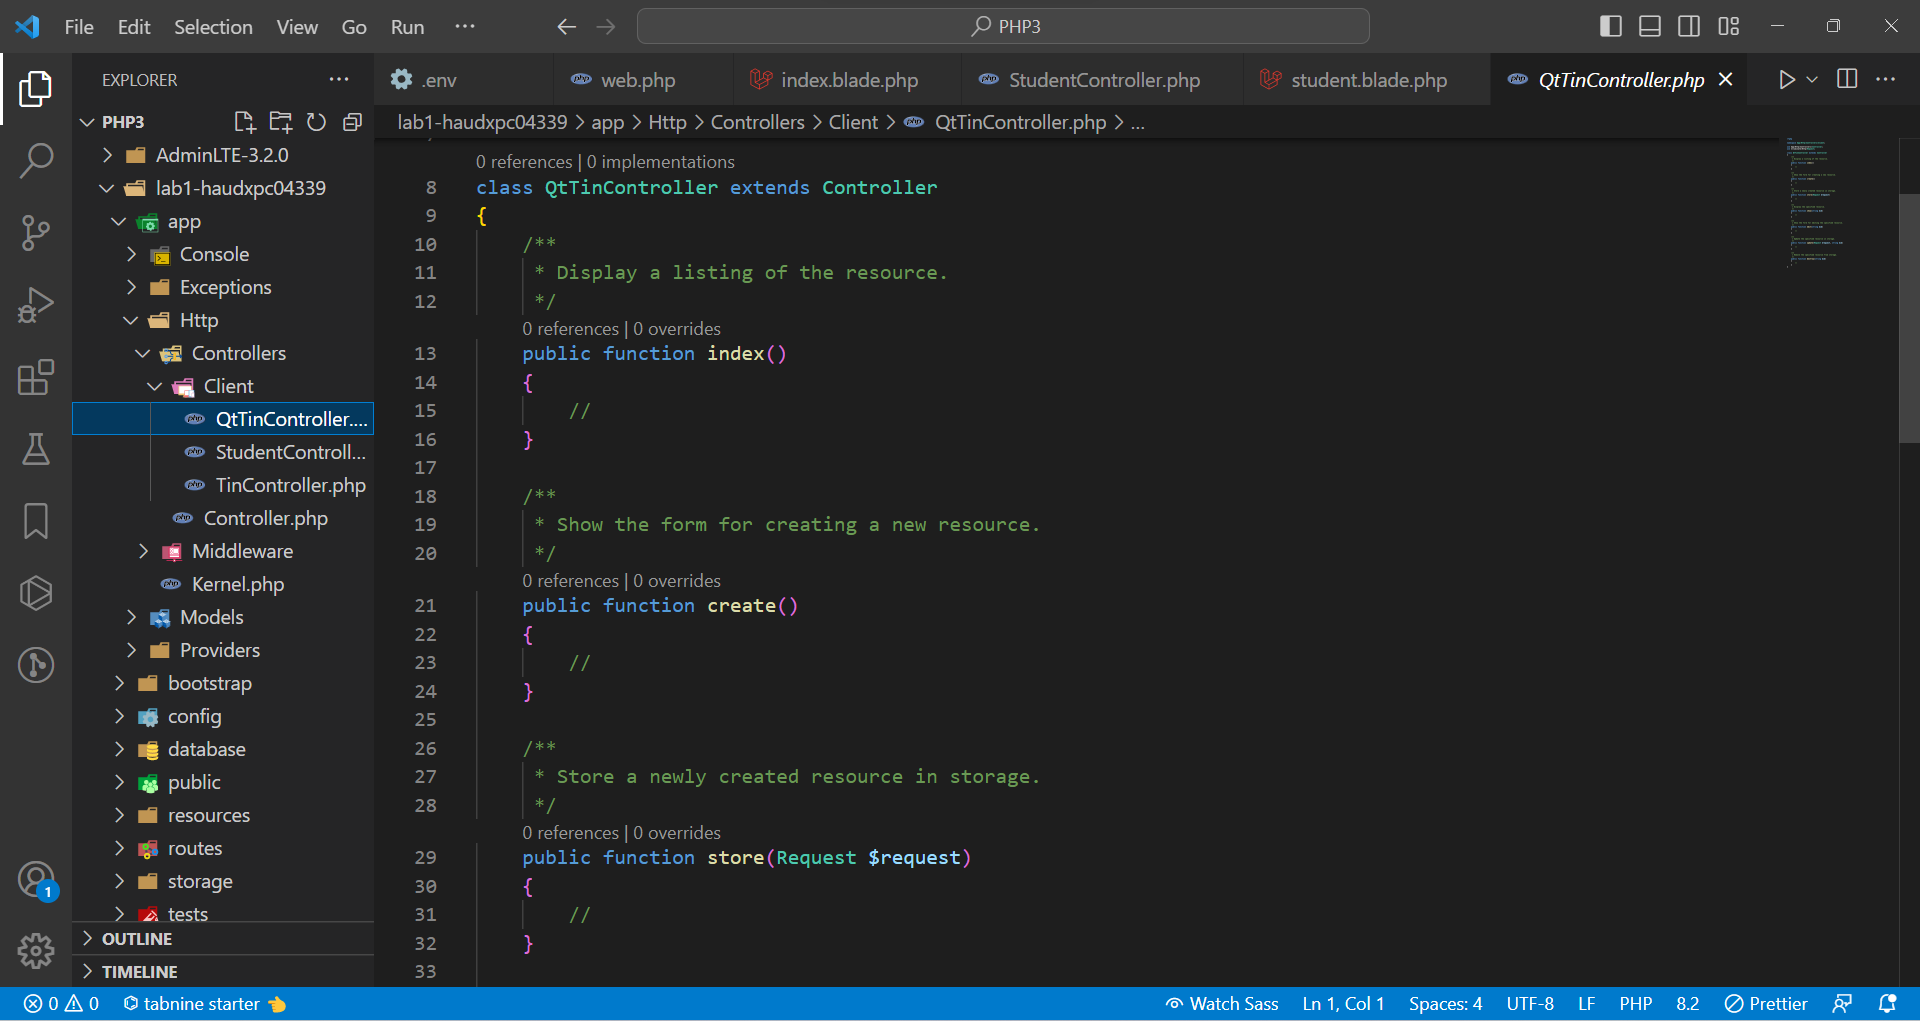 File Edit Selection View Go Run ···
PHP3
EXPLORER ···
PHP3
AdminLTE-3.2.0
lab1-haudxpc04339
app
Console
Exceptions
Http
Controllers
Client
QtTinController....
StudentControll...
TinController.php
Controller.php
Middleware
Kernel.php
Models
Providers
bootstrap
config
database
public
resources
routes
storage
tests
OUTLINE
TIMELINE
.env
web.php
index.blade.php
StudentController.php
student.blade.php
QtTinController.php
lab1-haudxpc04339 > app > Http > Controllers > Client > QtTinController.php > ...
0 references | 0 implementations
8 class QtTinController extends Controller
9 {
10 /**
11 * Display a listing of the resource.
12 */
0 references | 0 overrides
13 public function index()
14 {
15 //
16 }
17
18 /**
19 * Show the form for creating a new resource.
20 */
0 references | 0 overrides
21 public function create()
22 {
23 //
24 }
25
26 /**
27 * Store a newly created resource in storage.
28 */
0 references | 0 overrides
29 public function store(Request $request)
30 {
31 //
32 }
33
1
0 0 tabnine starter
Watch Sass Ln 1, Col 1 Spaces: 4 UTF-8 LF PHP 8.2 Prettier